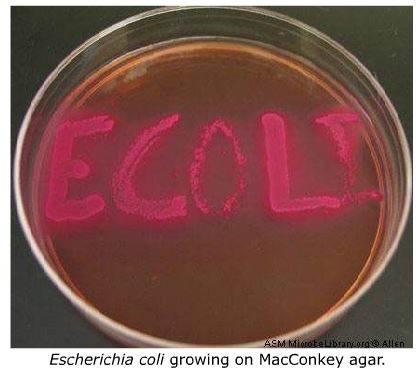 ECOLI
ASM MicrobeLibrary.org © Allen
Escherichia coli growing on MacConkey agar.